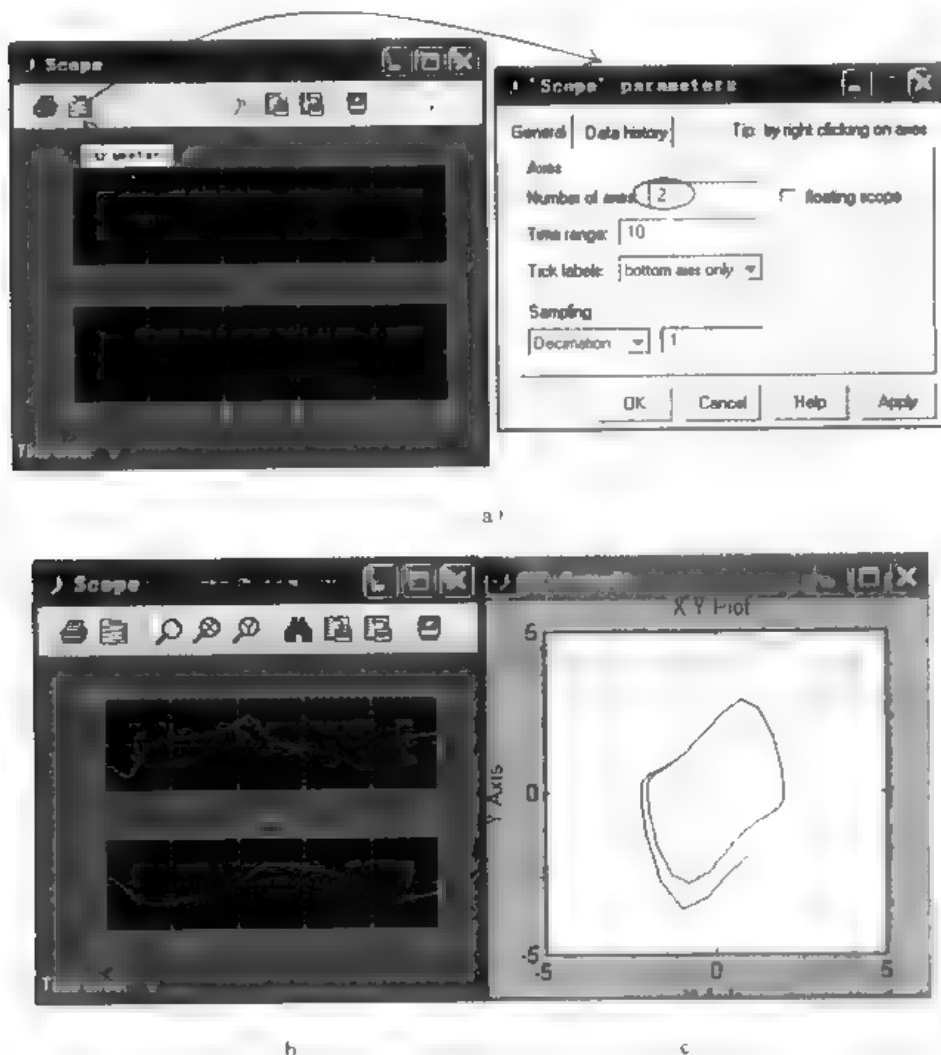 Scope
'Scope' parameters
General
Data history
Tip: by right clicking on axes
Axes
Number of axes: 2
floating scope
Time range: 10
Tick labels: bottom axis only
Sampling
Decimation 1
OK Cancel Help Apply
a)
Scope
X Y Plot
5
Y Axis
0
-5
-5 0 5
b
c